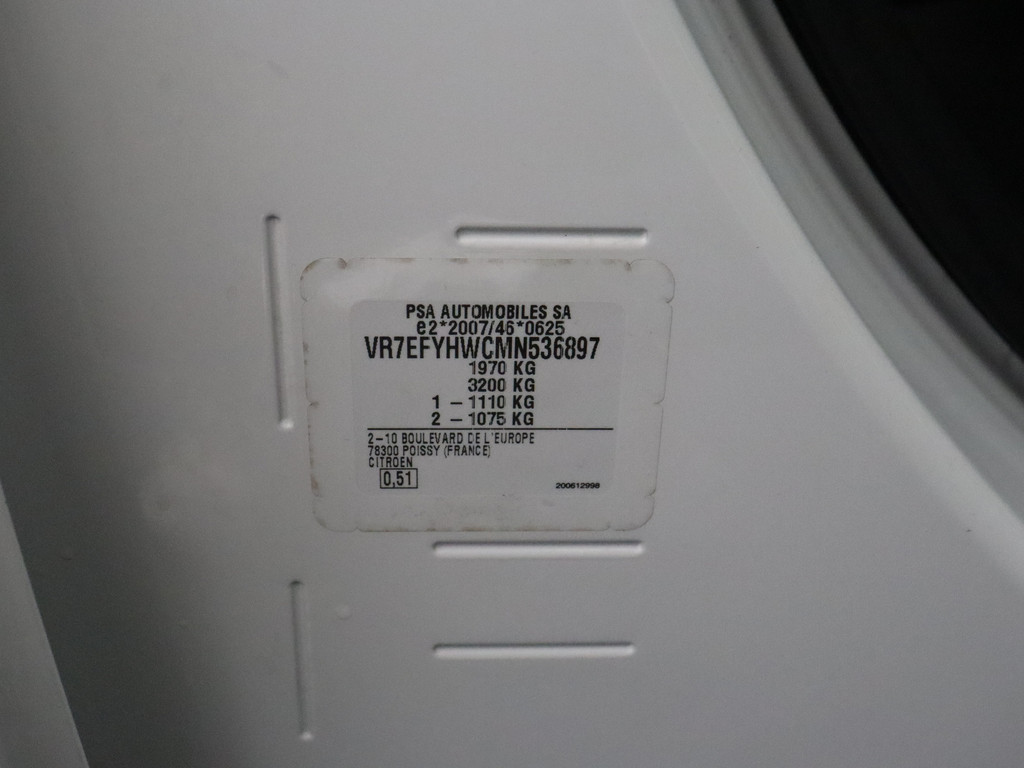 PSA AUTOMOBILES SA
e2*2007/46*0625
VR7EFYHWCMN536897
1970 KG
3200 KG
1 – 1110 KG
2 – 1075 KG
2–10 BOULEVARD DE L'EUROPE
78300 POISSY (FRANCE)
CITROEN
0,51
200612998